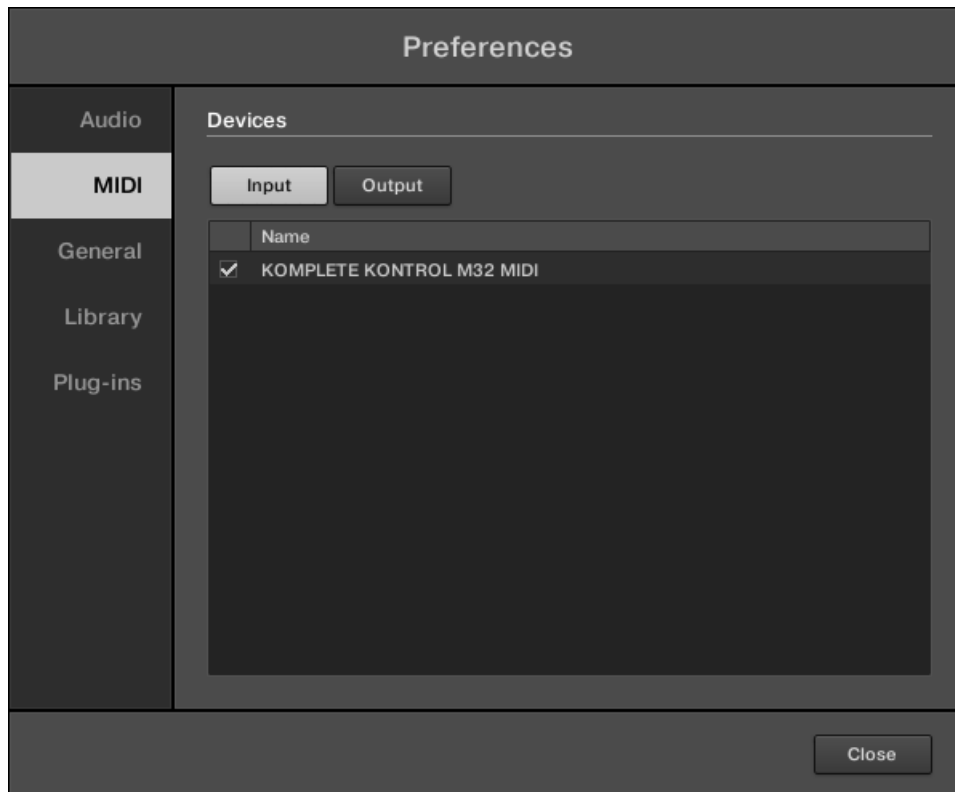 Preferences
Audio
MIDI
General
Library
Plug-ins
Devices
Input Output
Name
KOMPLETE KONTROL M32 MIDI
Close